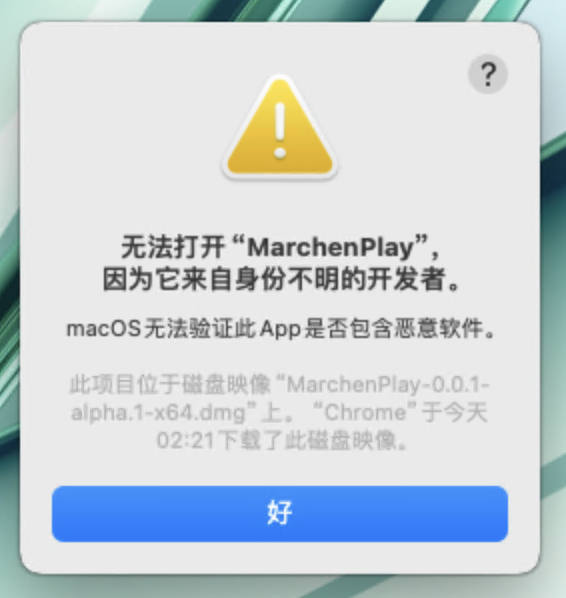 ?
无法打开“MarchenPlay”，
因为它来自身份不明的开发者。
macOS无法验证此App是否包含恶意软件。
此项目位于磁盘映像“MarchenPlay-0.0.1-
alpha.1-x64.dmg”上。“Chrome”于今天
02:21下载了此磁盘映像。
好